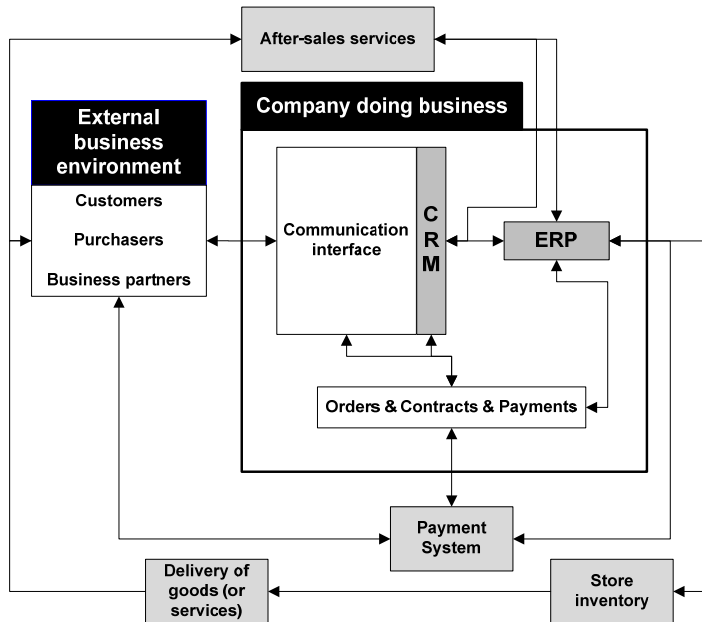 After-sales services
Company doing business
External
business
environment
Customers
Purchasers
Business partners
Communication
interface
C
R
M
ERP
Orders & Contracts & Payments
Payment
System
Delivery of
goods (or
services)
Store
inventory